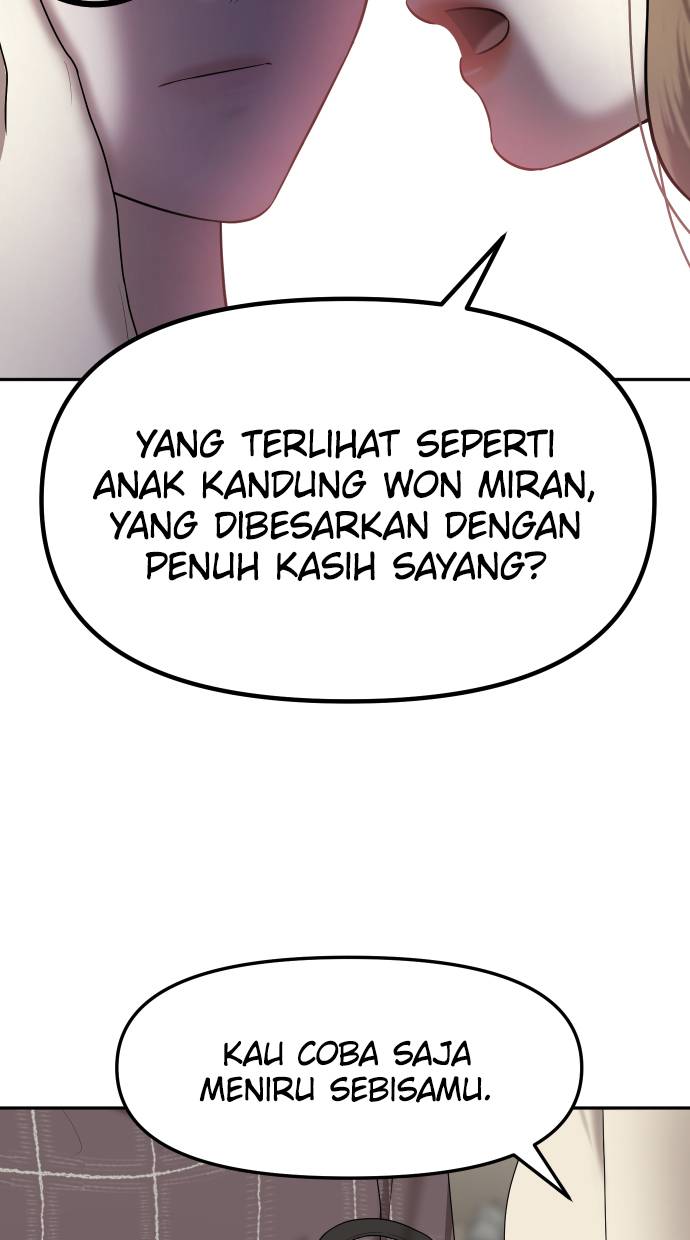 YANG TERLIHAT SEPERTI
ANAK KANDUNG WON MIRAN,
YANG DIBESARKAN DENGAN
PENUH KASIH SAYANG?
KAU COBA SAJA
MENIRU SEBISAMU.